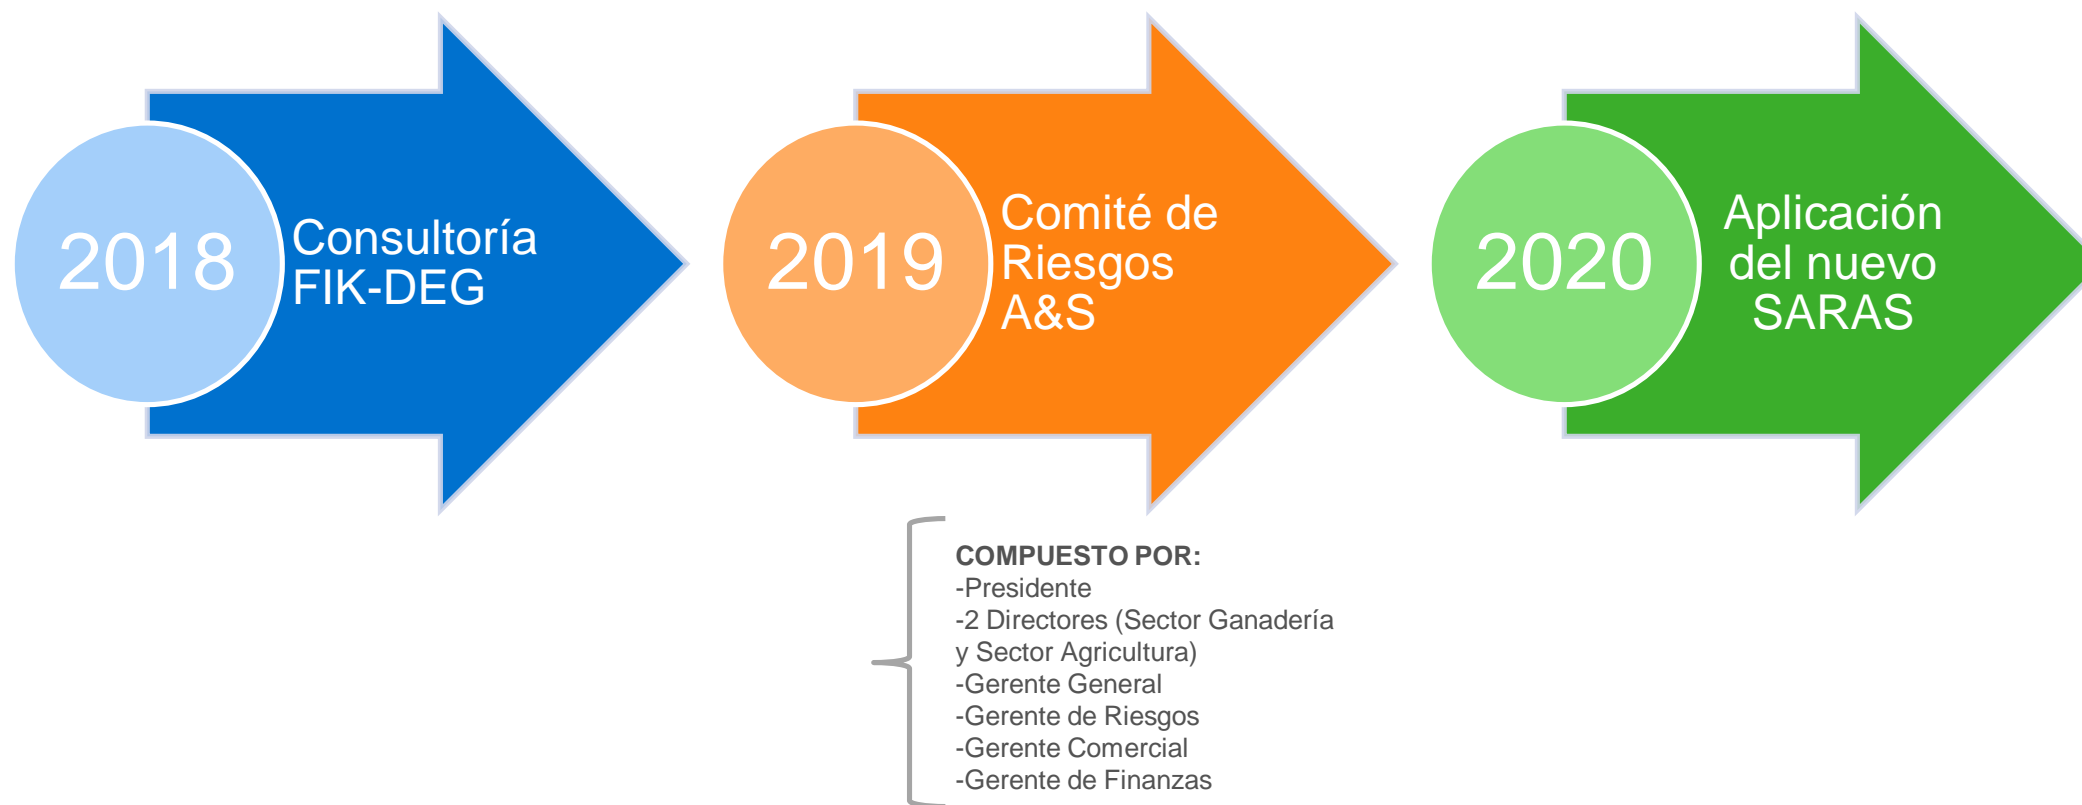 2018
Consultoría
FIK-DEG
2019
Comité de
Riesgos
A&S
2020
Aplicación
del nuevo
SARAS
COMPUESTO POR:
-Presidente
-2 Directores (Sector Ganadería
y Sector Agricultura)
-Gerente General
-Gerente de Riesgos
-Gerente Comercial
-Gerente de Finanzas